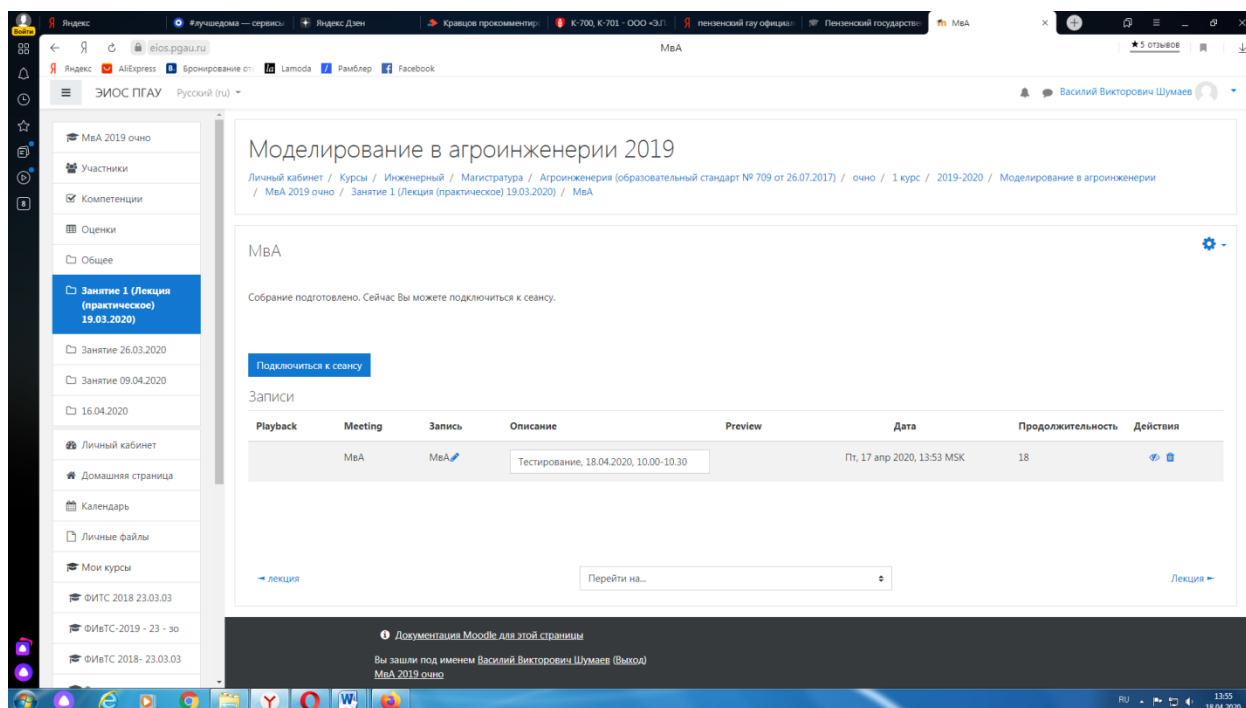 Войти
Яндекс
#лучшедома — сервисы
Яндекс Дзен
Кравцов прокомментир
К-700, К-701 - ООО «Э.П.
пензенский гау официал
Пензенский государстве
МвА
eios.pgau.ru
МвА
★5 отзывов
Яндекс
AliExpress
Бронирование от
Lamoda
Рамблер
Facebook
ЭИОС ПГАУ
Русский (ru)
Василий Викторович Шумаев
МвА 2019 очно
Участники
Компетенции
Оценки
Общее
Занятие 1 (Лекция
(практическое)
19.03.2020)
Занятие 26.03.2020
Занятие 09.04.2020
16.04.2020
Личный кабинет
Домашняя страница
Календарь
Личные файлы
Мои курсы
ФИТС 2018 23.03.03
ФИвТС-2019 - 23 - зо
ФИвТС 2018- 23.03.03
Моделирование в агроинженерии 2019
Личный кабинет / Курсы / Инженерный / Магистратура / Агроинженерия (образовательный стандарт № 709 от 26.07.2017) / очно / 1 курс / 2019-2020 / Моделирование в агроинженерии
/ МвА 2019 очно / Занятие 1 (Лекция (практическое) 19.03.2020) / МвА
МвА
Собрание подготовлено. Сейчас Вы можете подключиться к сеансу.
Подключиться к сеансу
Записи
Playback Meeting Запись Описание Preview Дата Продолжительность Действия
МвА МвА Тестирование, 18.04.2020, 10.00-10.30 Пт, 17 апр 2020, 13:53 MSK 18
◄ лекция
Перейти на...
Лекция ►
Документация Moodle для этой страницы
Вы зашли под именем Василий Викторович Шумаев (Выход)
МвА 2019 очно
RU
13:55
18.04.2020